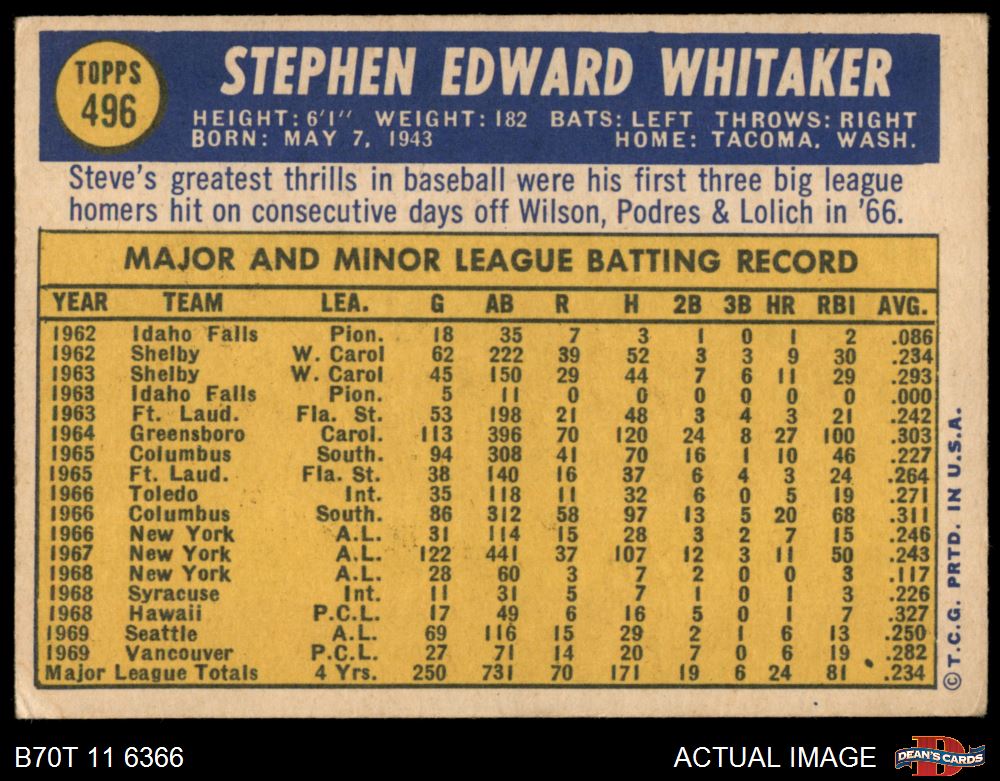 TOPPS
496
STEPHEN EDWARD WHITAKER
HEIGHT: 6'1" WEIGHT: 182 BATS: LEFT THROWS: RIGHT
BORN: MAY 7, 1943 HOME: TACOMA, WASH.
Steve's greatest thrills in baseball were his first three big league
homers hit on consecutive days off Wilson, Podres & Lolich in '66.
MAJOR AND MINOR LEAGUE BATTING RECORD
YEAR TEAM LEA. G AB R H 2B 3B HR RBI AVG.
1962 Idaho Falls Pion. 18 35 7 3 1 0 1 2 .086
1962 Shelby W. Carol 62 222 39 52 3 3 9 30 .234
1963 Shelby W. Carol 45 150 29 44 7 6 11 29 .293
1963 Idaho Falls Pion. 5 11 0 0 0 0 0 0 .000
1963 Ft. Laud. Fla. St. 53 198 21 48 3 4 3 21 .242
1964 Greensboro Carol. 113 396 70 120 24 8 27 100 .303
1965 Columbus South. 94 308 41 70 16 1 10 46 .227
1965 Ft. Laud. Fla. St. 38 140 16 37 6 4 3 24 .264
1966 Toledo Int. 35 118 11 32 6 0 5 19 .271
1966 Columbus South. 86 312 58 97 13 5 20 68 .311
1966 New York A.L. 31 114 15 28 3 2 7 15 .246
1967 New York A.L. 122 441 37 107 12 3 11 50 .243
1968 New York A.L. 28 60 3 7 2 0 0 3 .117
1968 Syracuse Int. 11 31 5 7 1 0 1 3 .226
1968 Hawaii P.C.L. 17 49 6 16 5 0 1 7 .327
1969 Seattle A.L. 69 116 15 29 2 1 6 13 .250
1969 Vancouver P.C.L. 27 71 14 20 7 0 6 19 .282
Major League Totals 4 Yrs. 250 731 70 171 19 6 24 81 .234
© T.C.G. PRTD. IN U.S.A.
B70T 11 6366
ACTUAL IMAGE
DEAN'S CARDS